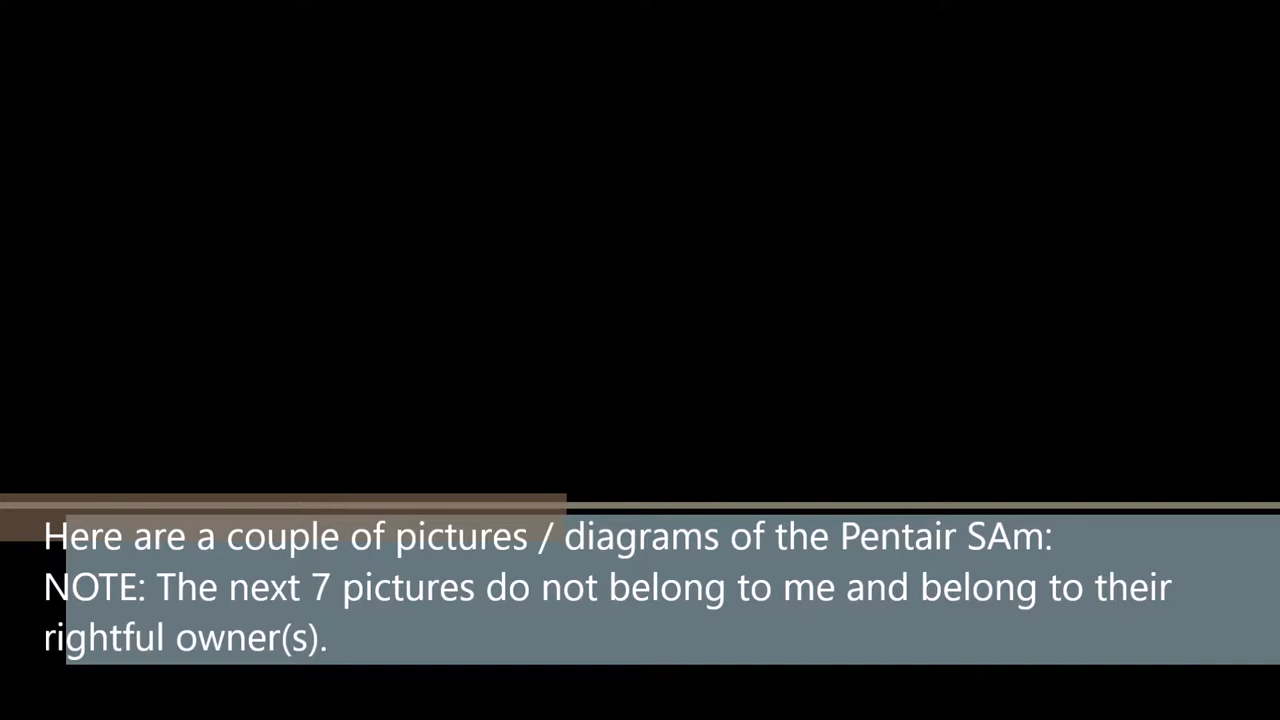 Here are a couple of pictures / diagrams of the Pentair SAm:
NOTE: The next 7 pictures do not belong to me and belong to their
rightful owner(s).